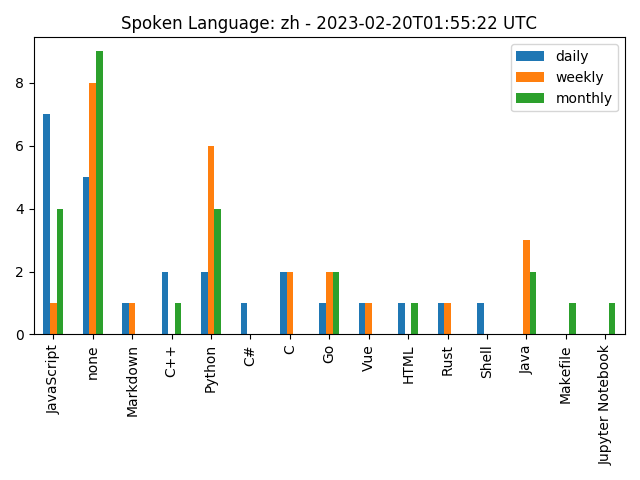 Spoken Language: zh - 2023-02-20T01:55:22 UTC
daily
weekly
monthly
8
6
4
2
0
JavaScript
none
Markdown
C++
Python
C#
C
Go
Vue
HTML
Rust
Shell
Java
Makefile
Jupyter Notebook